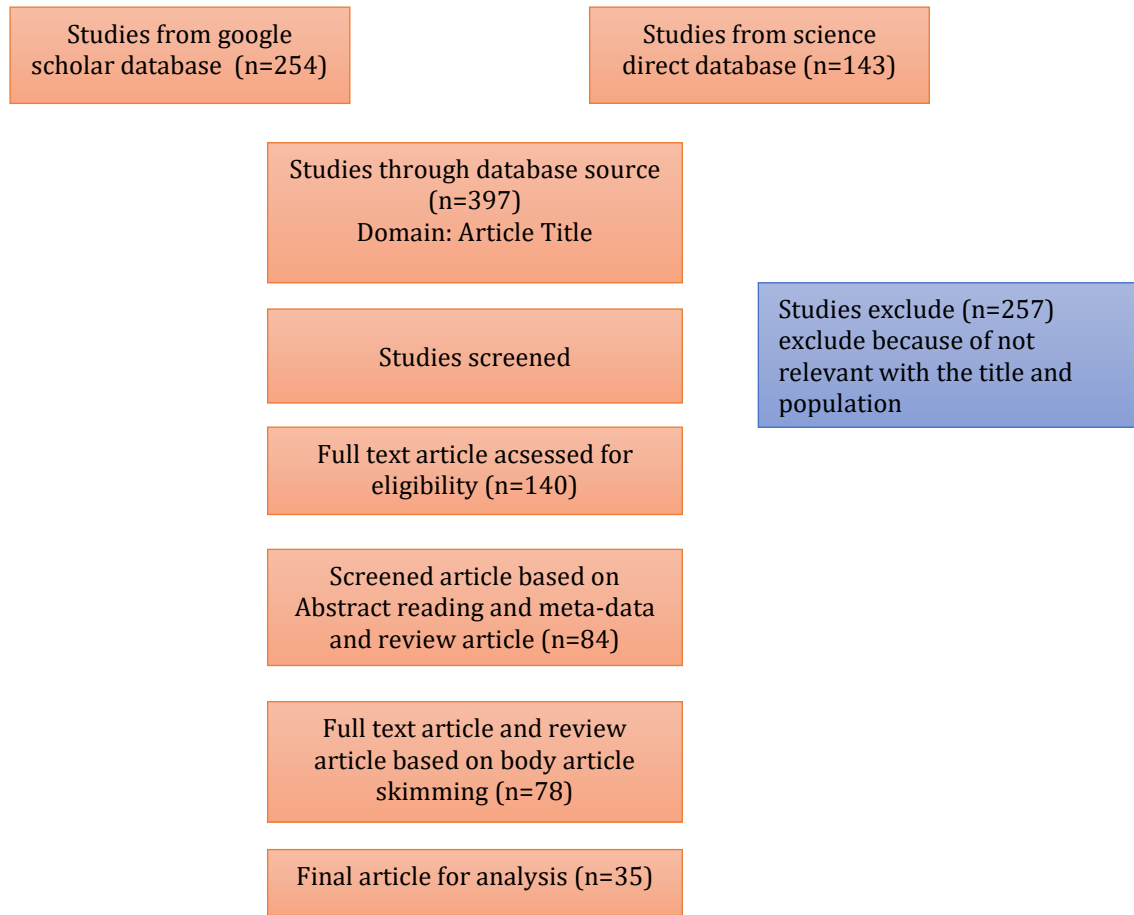 Studies from google
scholar database (n=254)
Studies from science
direct database (n=143)
Studies through database source
(n=397)
Domain: Article Title
Studies exclude (n=257)
exclude because of not
relevant with the title and
population
Studies screened
Full text article acsessed for
eligibility (n=140)
Screened article based on
Abstract reading and meta-data
and review article (n=84)
Full text article and review
article based on body article
skimming (n=78)
Final article for analysis (n=35)